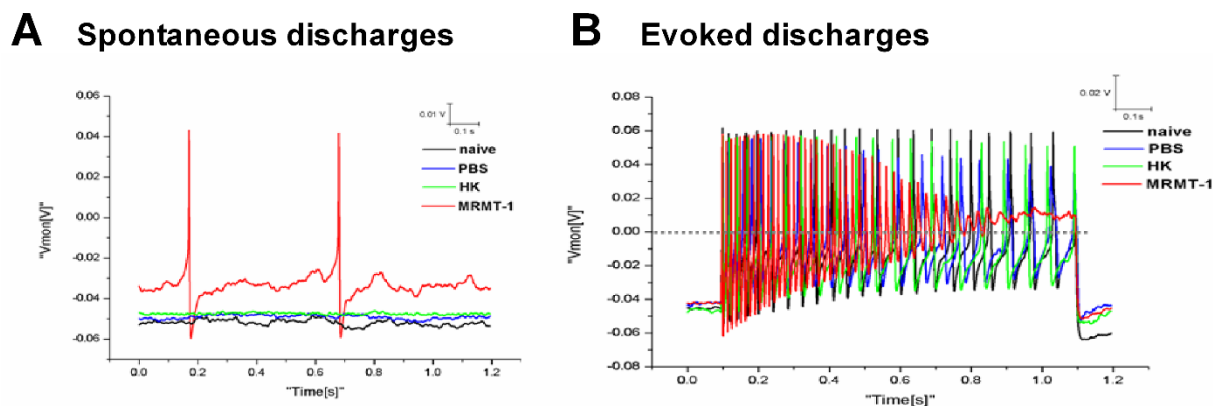 A Spontaneous discharges
0.06
0.04
0.02
0.00
-0.02
-0.04
-0.06
"Vmon[V]"
0.01 V
0.1s
naive
PBS
HK
MRMT-1
0.0 0.2 0.4 0.6 0.8 1.0 1.2
"Time[s]"
B Evoked discharges
0.08
0.06
0.04
0.02
0.00
-0.02
-0.04
-0.06
-0.08
"Vmon[V]"
0.02 V
0.1s
naive
PBS
HK
MRMT-1
0.0 0.2 0.4 0.6 0.8 1.0 1.2
"Time[s]"